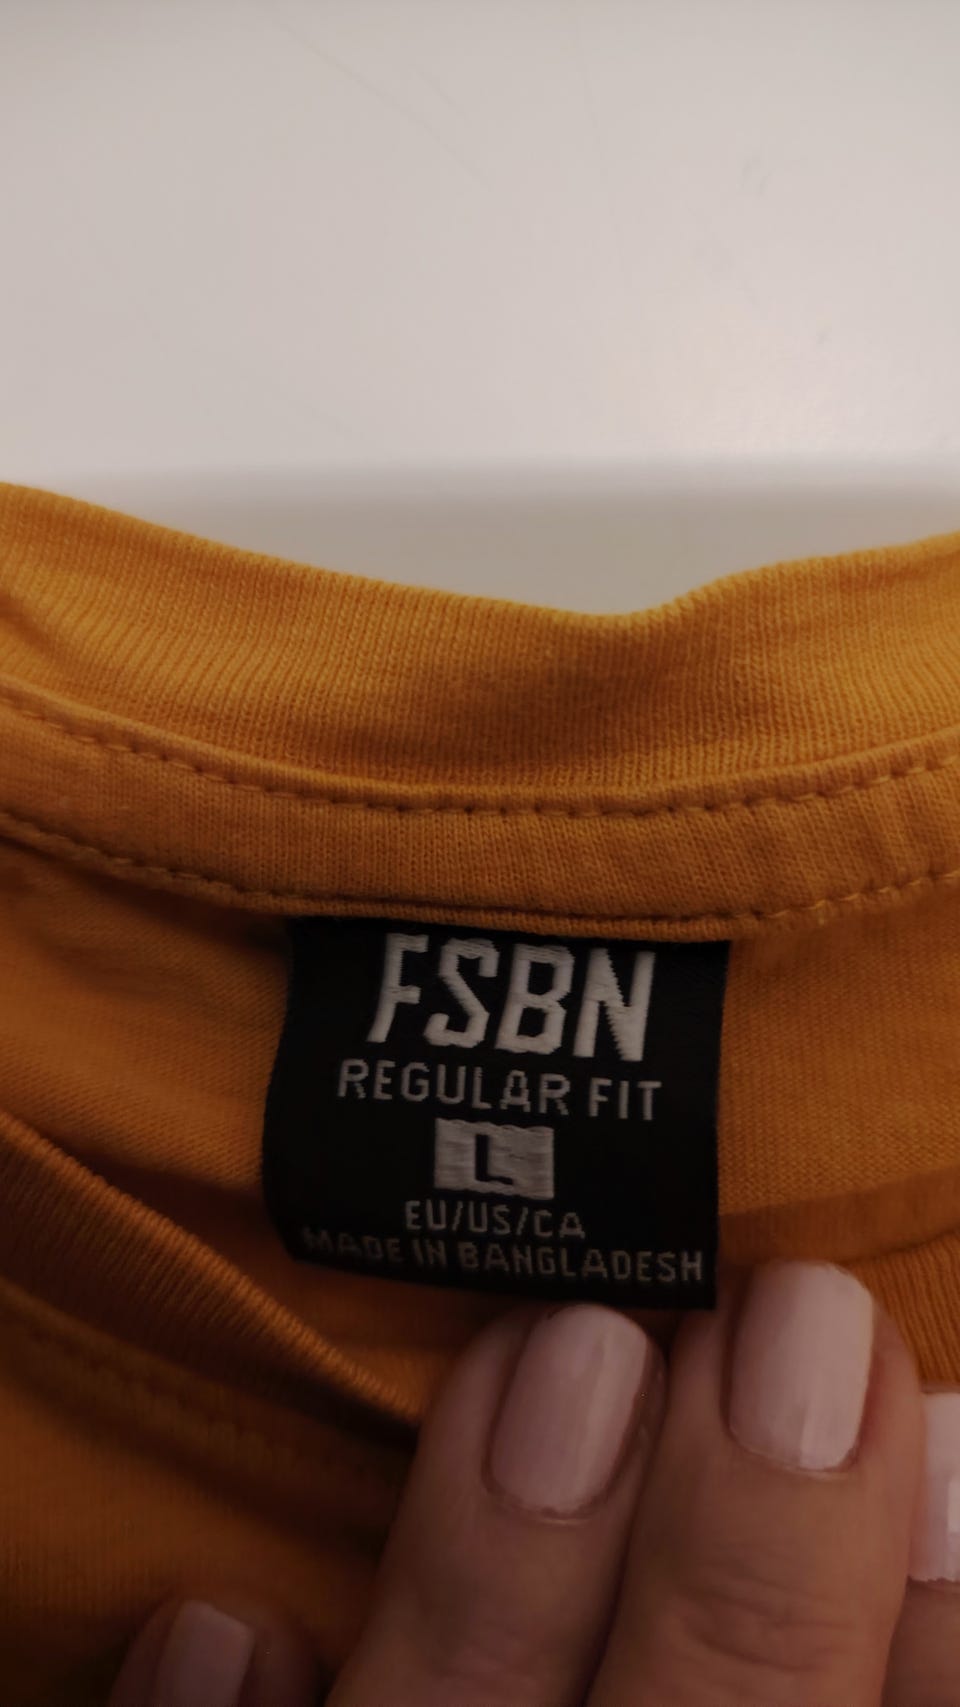 FSBN
REGULAR FIT
L
EU/US/CA
MADE IN BANGLADESH